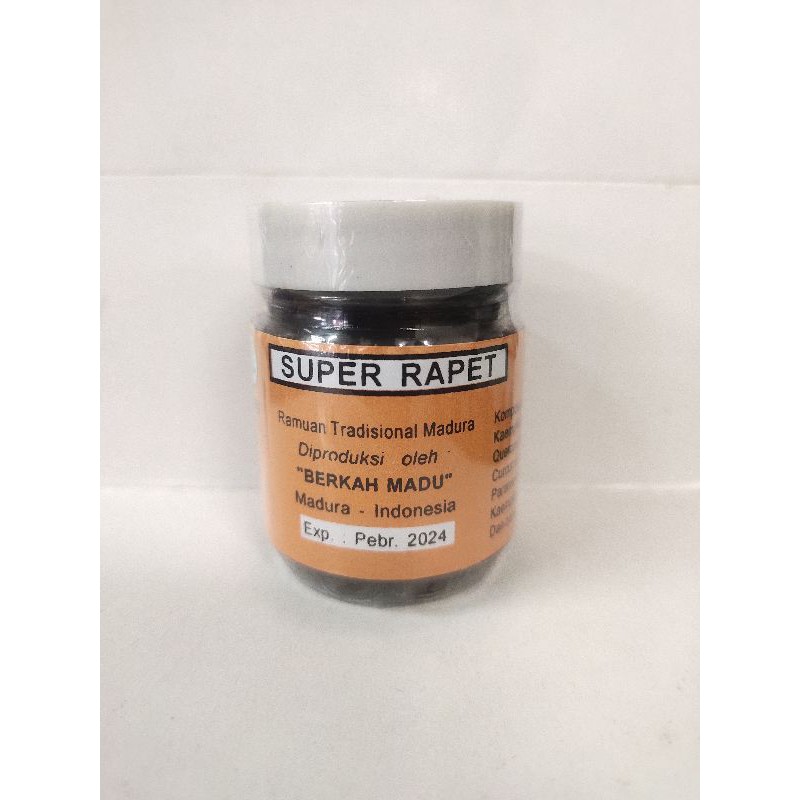 SUPER RAPET
Ramuan Tradisional Madura
Diproduksi oleh
"BERKAH MADU"
Madura - Indonesia
Exp. : Pebr. 2024